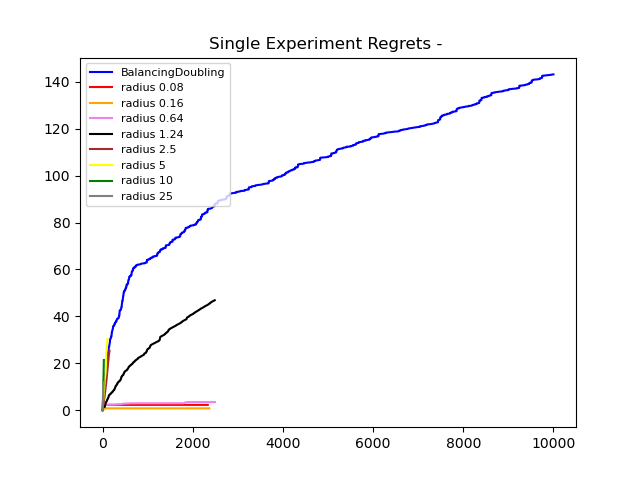 Single Experiment Regrets -
BalancingDoubling
radius 0.08
radius 0.16
radius 0.64
radius 1.24
radius 2.5
radius 5
radius 10
radius 25
140
120
100
80
60
40
20
0
0 2000 4000 6000 8000 10000